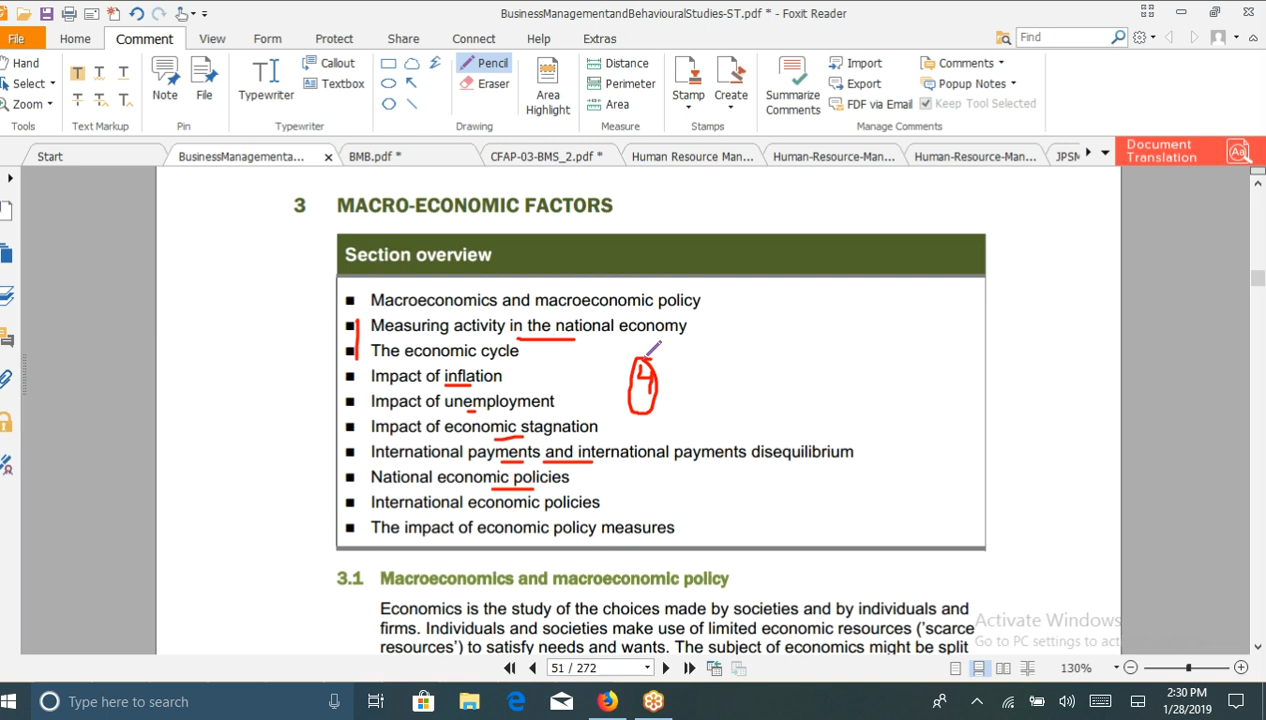 BusinessManagementandBehaviouralStudies-ST.pdf * - Foxit Reader
File Home Comment View Form Protect Share Connect Help Extras Find
Hand
Select
Zoom
Tools
Text Markup
Note
File
Pin
Typewriter
Callout
Textbox
Typewriter
Pencil
Eraser
Area
Highlight
Drawing
Distance
Perimeter
Area
Measure
Stamp
Create
Stamps
Summarize
Comments
Import
Export
FDF via Email
Comments
Popup Notes
Keep Tool Selected
Manage Comments
Start BusinessManagementa... BMB.pdf * CFAP-03-BMS_2.pdf * Human Resource Man... Human-Resource-Man... Human-Resource-Man... JPSM
Document
Translation
3 MACRO-ECONOMIC FACTORS
Section overview
■ Macroeconomics and macroeconomic policy
■ Measuring activity in the national economy
■ The economic cycle
■ Impact of inflation
4
■ Impact of unemployment
■ Impact of economic stagnation
■ International payments and international payments disequilibrium
■ National economic policies
■ International economic policies
■ The impact of economic policy measures
3.1 Macroeconomics and macroeconomic policy
Economics is the study of the choices made by societies and by individuals and
firms. Individuals and societies make use of limited economic resources ('scarce
resources') to satisfy needs and wants. The subject of economics might be split
Activate Windows
Go to PC settings to act
51 / 272
130%
Type here to search
2:30 PM
1/28/2019